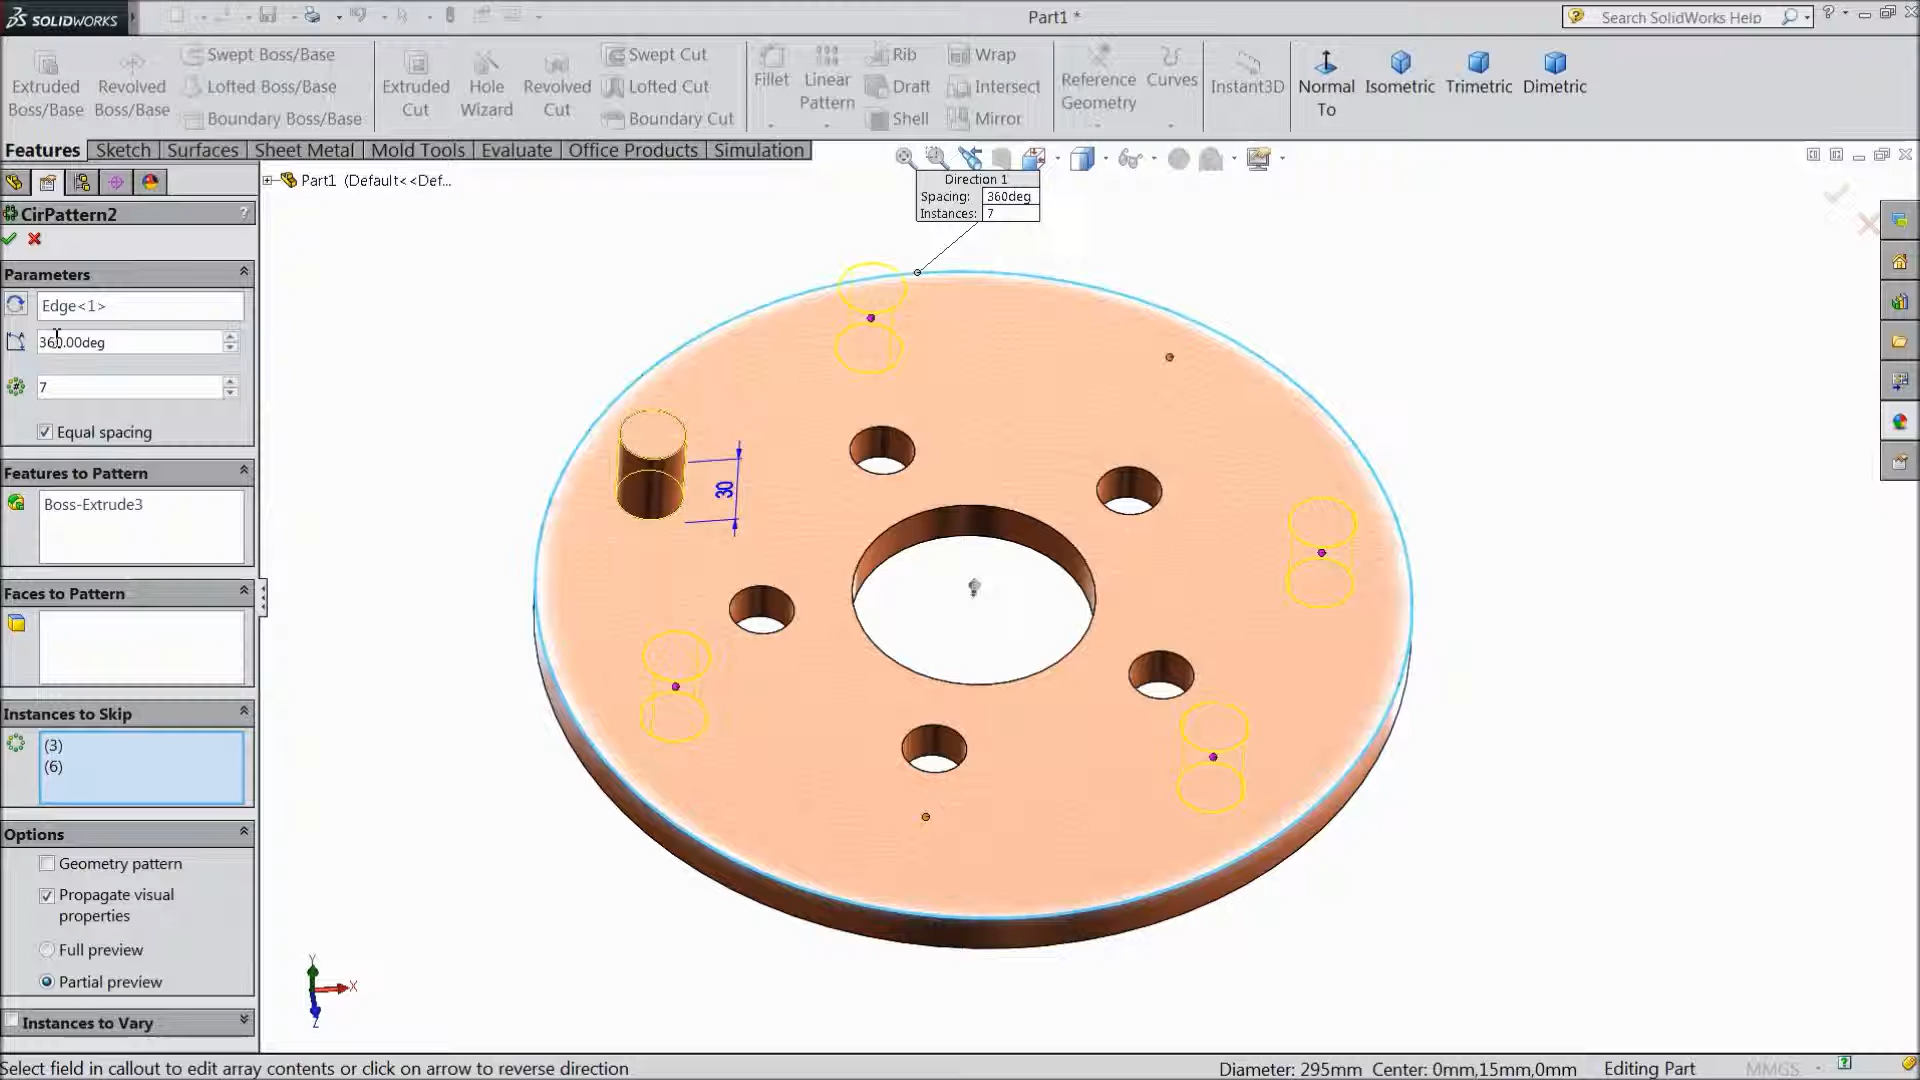 SOLIDWORKS
Part1 *
Search SolidWorks Help
Extruded Boss/Base
Revolved Boss/Base
Swept Boss/Base
Lofted Boss/Base
Boundary Boss/Base
Extruded Cut
Hole Wizard
Revolved Cut
Swept Cut
Lofted Cut
Boundary Cut
Fillet
Linear Pattern
Rib
Draft
Shell
Wrap
Intersect
Mirror
Reference Geometry
Curves
Instant3D
Normal To
Isometric
Trimetric
Dimetric
Features
Sketch
Surfaces
Sheet Metal
Mold Tools
Evaluate
Office Products
Simulation
Part1 (Default<<Def...
Direction 1
Spacing: 360deg
Instances: 7
CirPattern2
?
Parameters
Edge<1>
360.00deg
7
Equal spacing
Features to Pattern
Boss-Extrude3
Faces to Pattern
Instances to Skip
(3)
(6)
Options
Geometry pattern
Propagate visual
properties
Full preview
Partial preview
Instances to Vary
30
Y
X
Z
Select field in callout to edit array contents or click on arrow to reverse direction
Diameter: 295mm Center: 0mm,15mm,0mm
Editing Part
MMGS